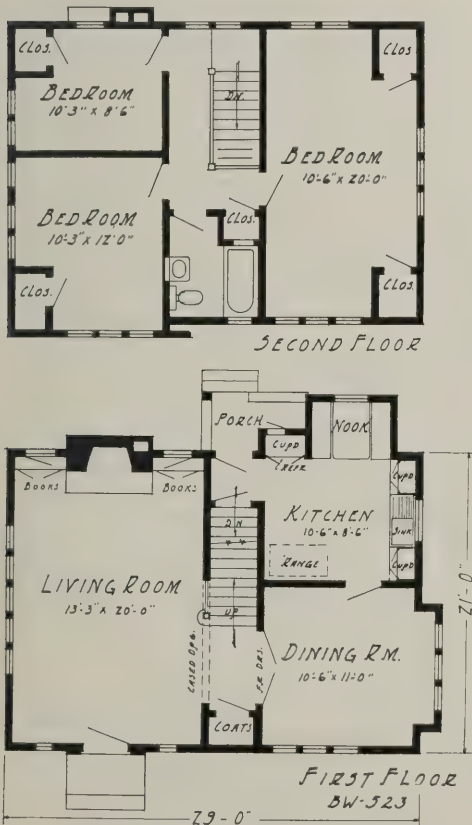 CLOS.
CLOS
BEDROOM
10'-3" X 8'-6"
DN.
BEDROOM
10'-6" X 20'-0"
BEDROOM
10'-3" X 12'-0"
CLOS.
CLOS.
CLOS.
SECOND FLOOR
PORCH
NOOK
CUPD
REFR
BOOKS
BOOKS
CUPD
KITCHEN
10'-6" X 8'-6"
SINK
DN
RANGE
CUPD
LIVING ROOM
13'-3" X 20'-0"
UP
21'-0"
CASED OPG.
FR. DRS.
DINING RM.
10'-6" X 11'-0"
COATS
FIRST FLOOR
BW-523
29-0"